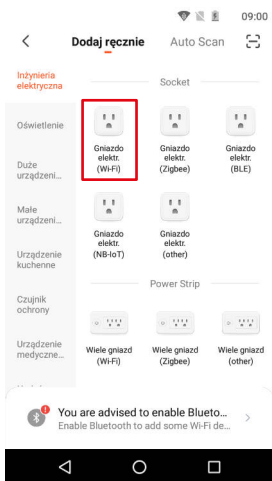 09:00
Dodaj ręcznie Auto Scan
Inżynieria
elektryczna
Oświetlenie
Duże
urządzeni...
Małe
urządzeni...
Urządzenie
kuchenne
Czujnik
ochrony
Urządzenie
medyczne...
Socket
Gniazdo
elektr.
(Wi-Fi)
Gniazdo
elektr.
(Zigbee)
Gniazdo
elektr.
(BLE)
Gniazdo
elektr.
(NB-IoT)
Gniazdo
elektr.
(other)
Power Strip
Wiele gniazd
(Wi-Fi)
Wiele gniazd
(Zigbee)
Wiele gniazd
(other)
You are advised to enable Blueto...
Enable Bluetooth to add some Wi-Fi de...